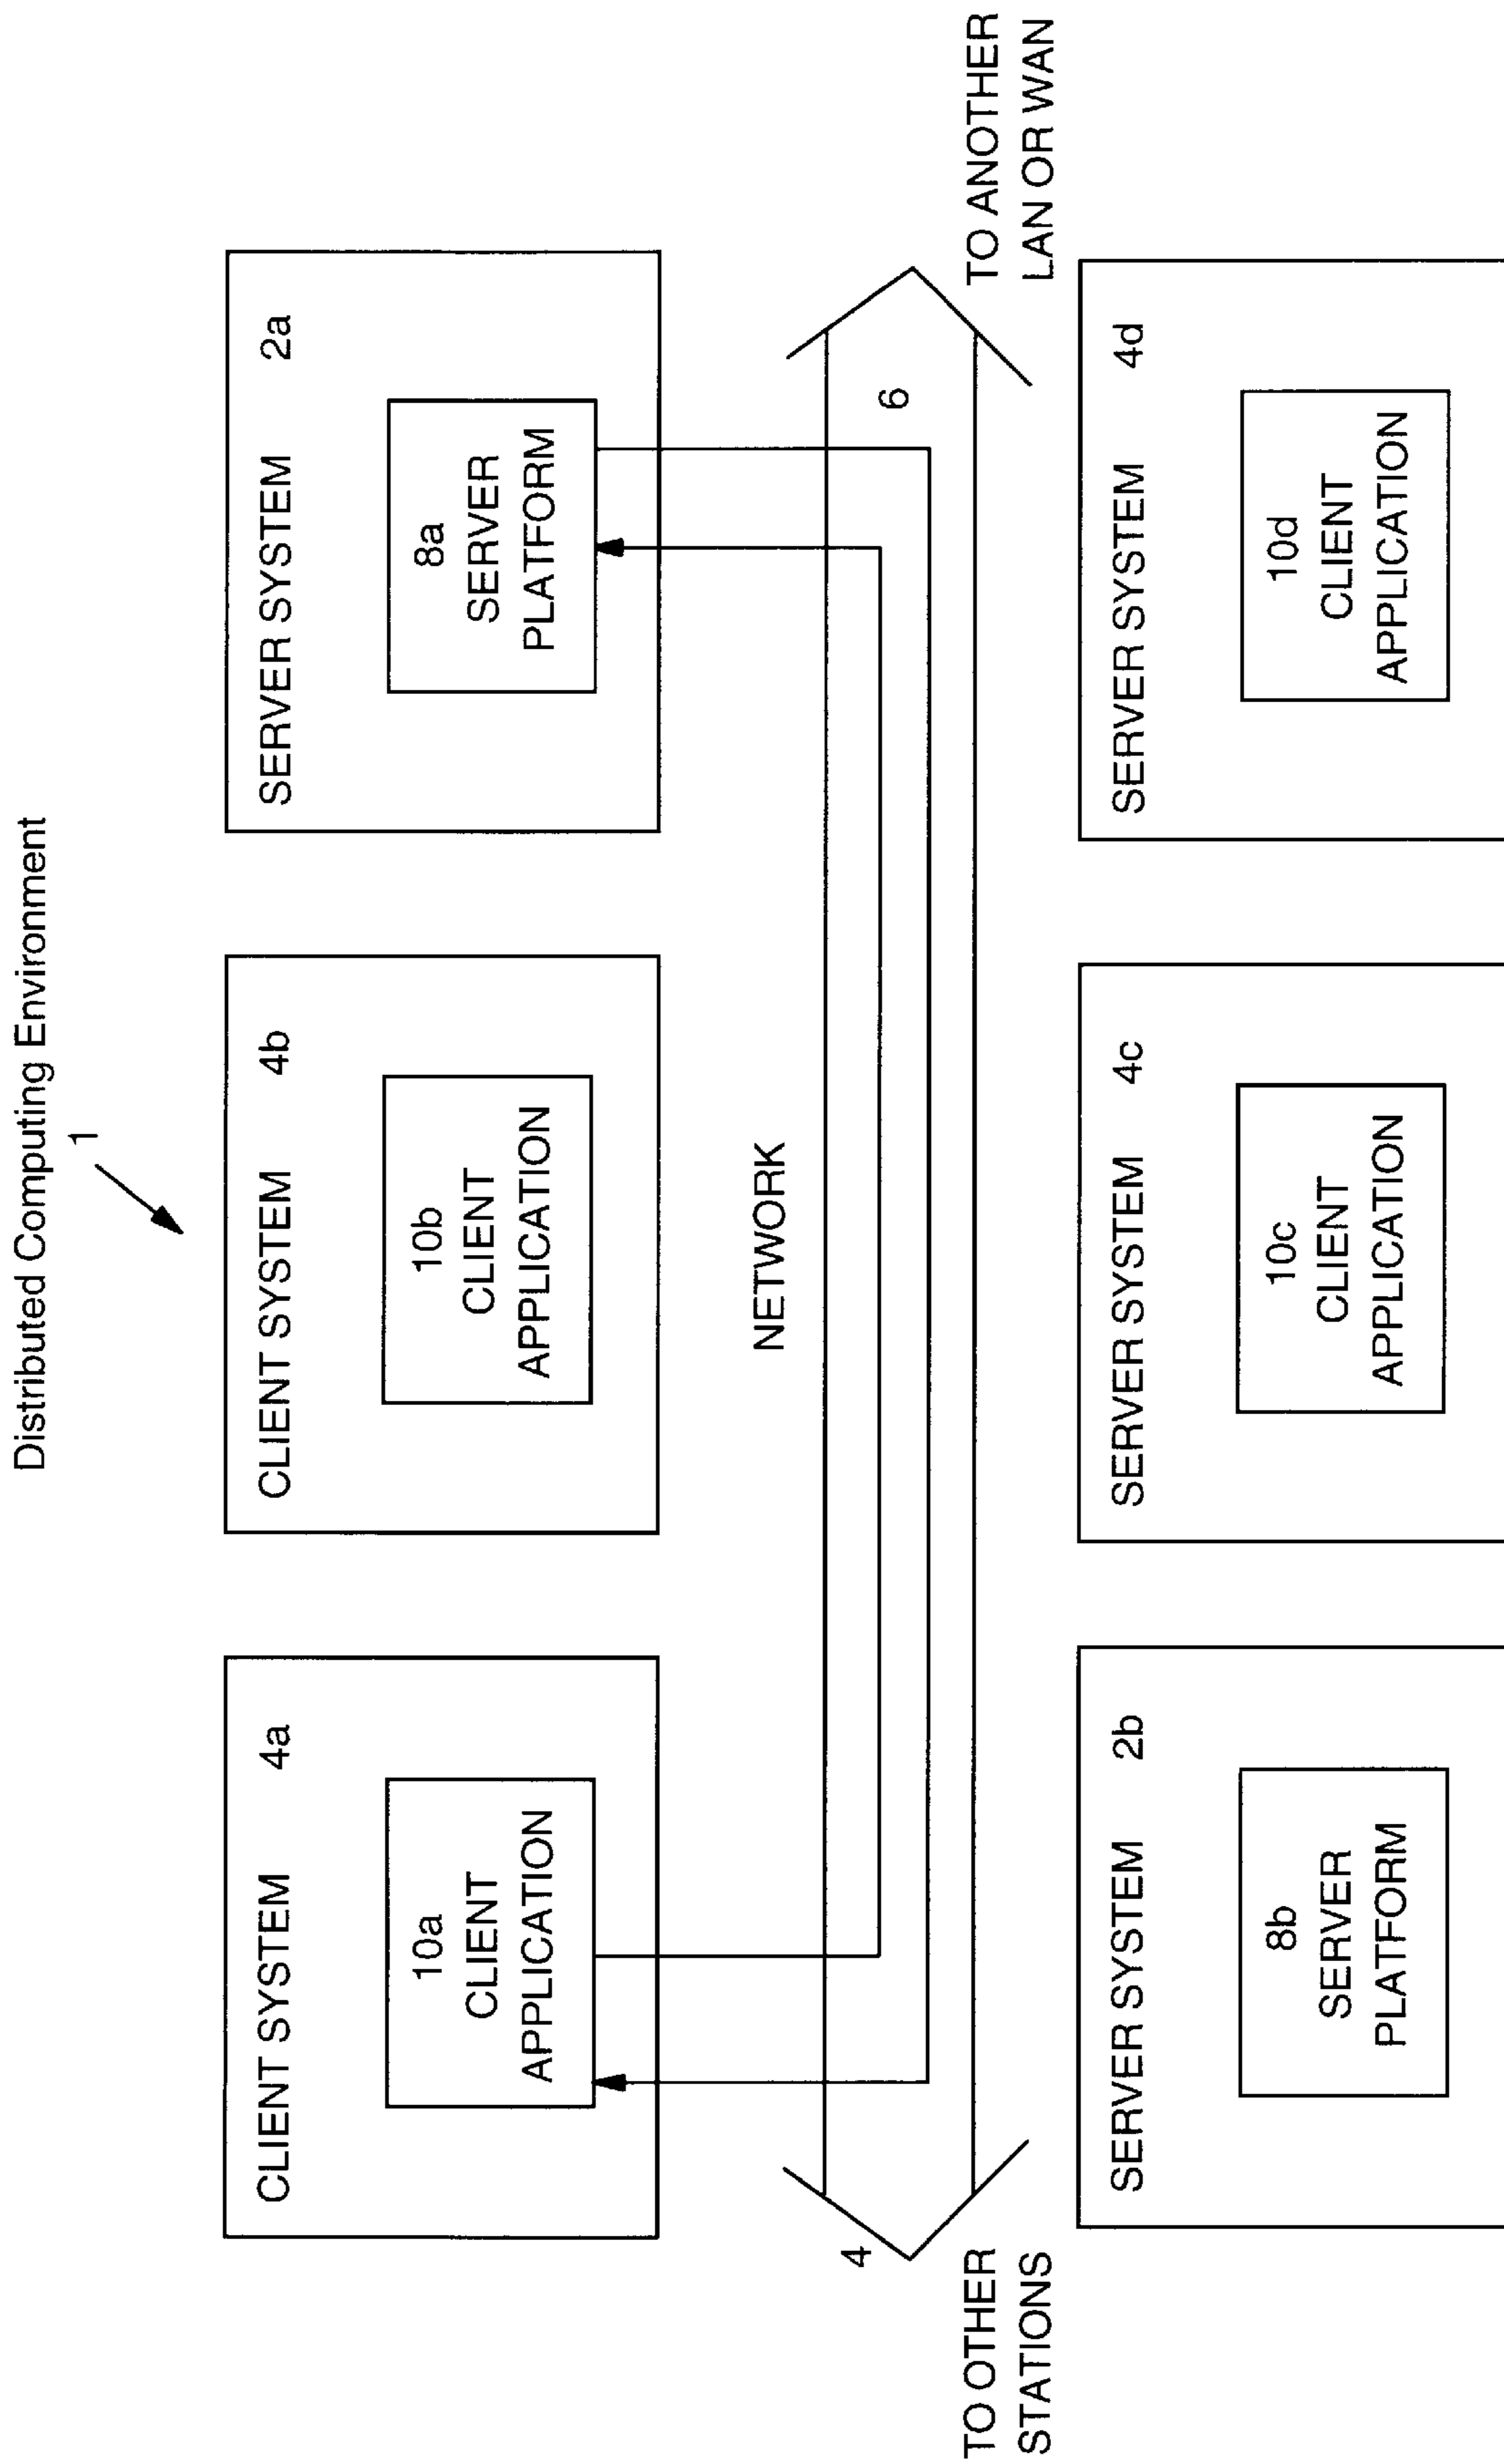 Distributed Computing Environment
1
CLIENT SYSTEM 4a
10a
CLIENT
APPLICATION
CLIENT SYSTEM 4b
10b
CLIENT
APPLICATION
SERVER SYSTEM 2a
8a
SERVER
PLATFORM
NETWORK
4
6
TO OTHER
STATIONS
TO ANOTHER
LAN OR WAN
SERVER SYSTEM 2b
8b
SERVER
PLATFORM
SERVER SYSTEM 4c
10c
CLIENT
APPLICATION
SERVER SYSTEM 4d
10d
CLIENT
APPLICATION